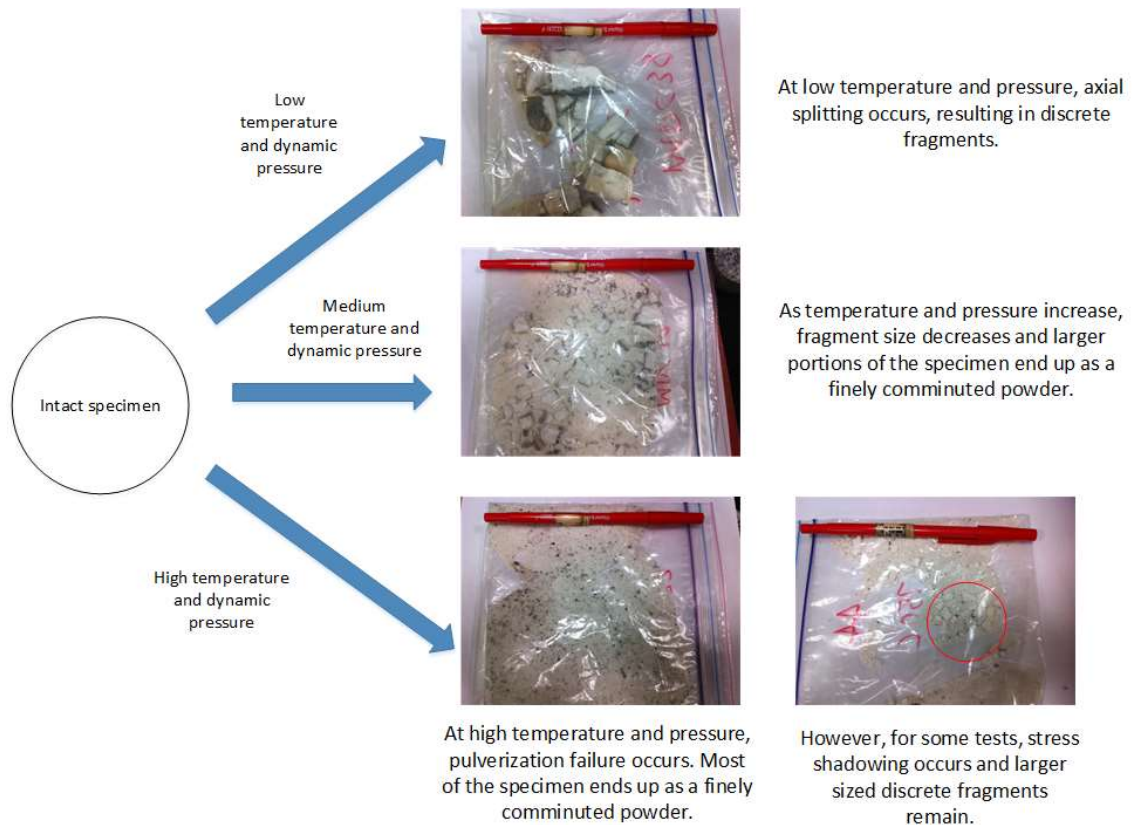 Low
temperature
and dynamic
pressure
At low temperature and pressure, axial
splitting occurs, resulting in discrete
fragments.
Medium
temperature and
dynamic pressure
As temperature and pressure increase,
fragment size decreases and larger
portions of the specimen end up as a
finely comminuted powder.
Intact specimen
High temperature
and dynamic
pressure
At high temperature and pressure,
pulverization failure occurs. Most
of the specimen ends up as a finely
comminuted powder.
However, for some tests, stress
shadowing occurs and larger
sized discrete fragments
remain.